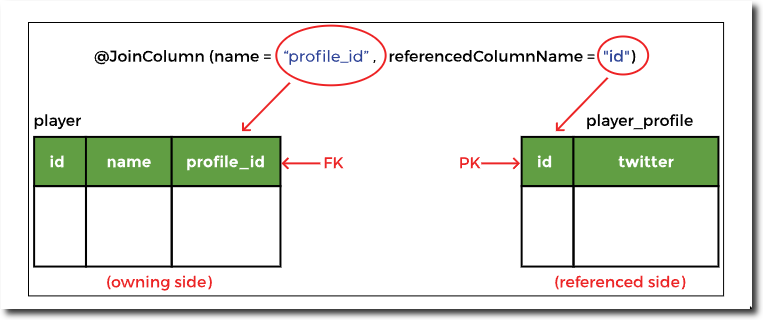 @JoinColumn (name = “profile_id” , referencedColumnName = "id")
player
player_profile
id name profile_id
FK
PK
id twitter
(owning side)
(referenced side)